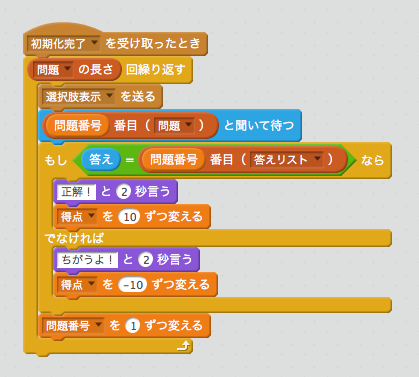 初期化完了 を受け取ったとき
問題 の長さ 回繰り返す
選択肢表示 を送る
問題番号 番目 ( 問題 ) と聞いて待つ
もし 答え = 問題番号 番目 ( 答えリスト ) なら
正解! と 2 秒言う
得点 を 10 ずつ変える
でなければ
ちがうよ! と 2 秒言う
得点 を -10 ずつ変える
問題番号 を 1 ずつ変える